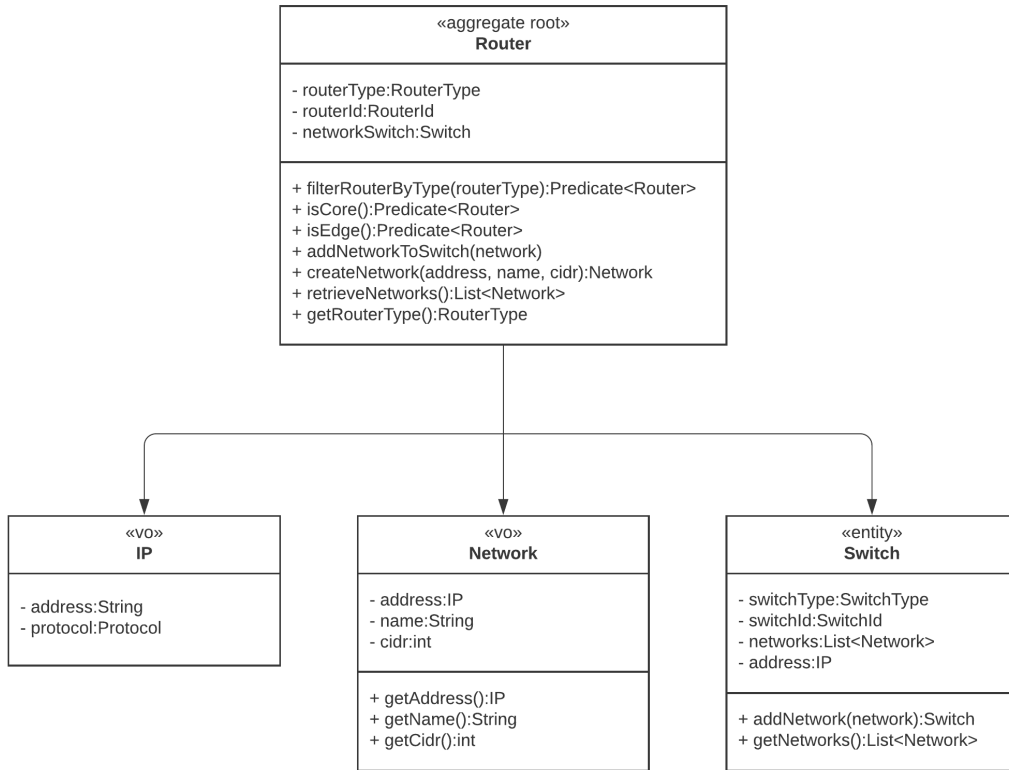 «aggregate root»
Router
- routerType:RouterType
- routerId:RouterId
- networkSwitch:Switch
+ filterRouterByType(routerType):Predicate<Router>
+ isCore():Predicate<Router>
+ isEdge():Predicate<Router>
+ addNetworkToSwitch(network)
+ createNetwork(address, name, cidr):Network
+ retrieveNetworks():List<Network>
+ getRouterType():RouterType
«vo»
IP
- address:String
- protocol:Protocol
«vo»
Network
- address:IP
- name:String
- cidr:int
+ getAddress():IP
+ getName():String
+ getCidr():int
«entity»
Switch
- switchType:SwitchType
- switchId:SwitchId
- networks:List<Network>
- address:IP
+ addNetwork(network):Switch
+ getNetworks():List<Network>